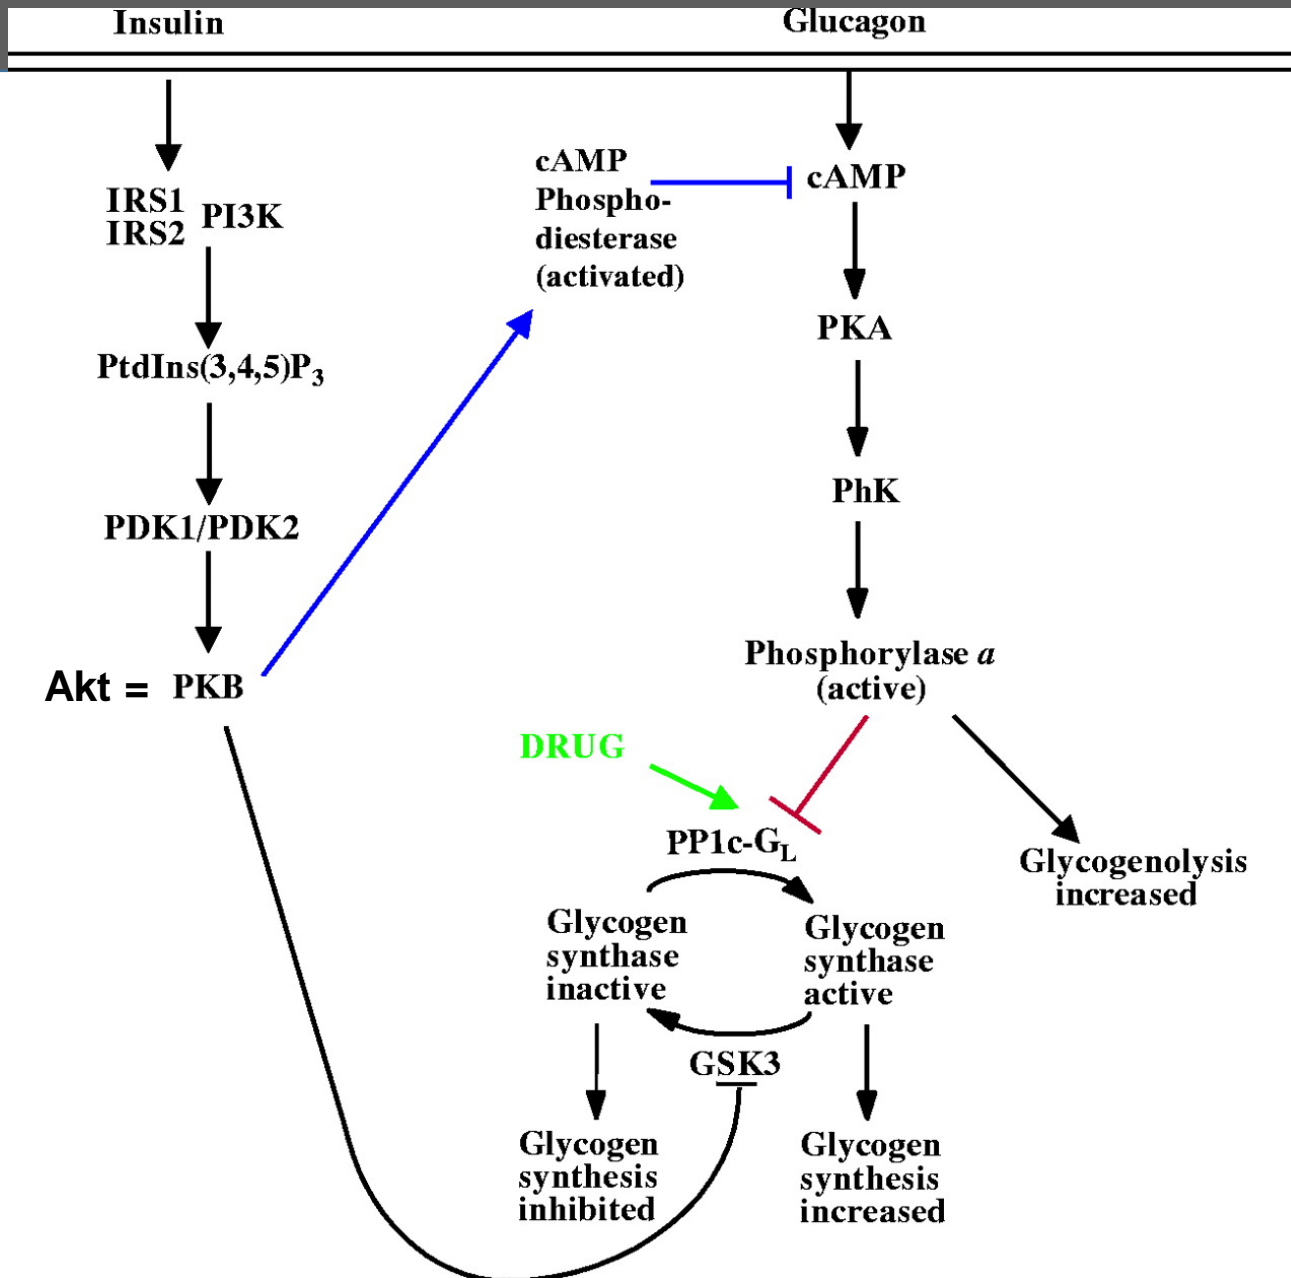 Insulin
Glucagon
IRS1
IRS2
PI3K
cAMP
Phospho-
diesterase
(activated)
cAMP
PKA
PtdIns(3,4,5)P₃
PhK
PDK1/PDK2
Phosphorylase a
(active)
Akt = PKB
DRUG
PP1c-G_L
Glycogenolysis
increased
Glycogen
synthase
inactive
Glycogen
synthase
active
GSK3
Glycogen
synthesis
inhibited
Glycogen
synthesis
increased